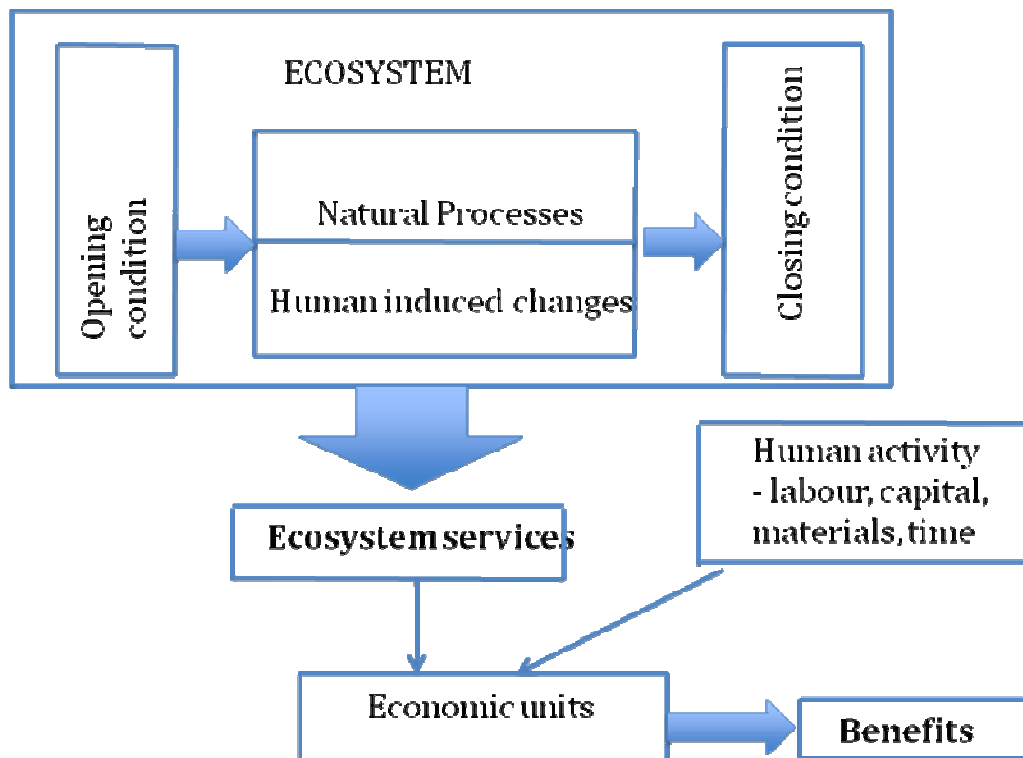 ECOSYSTEM
Opening
condition
Natural Processes
Human induced changes
Closing condition
Human activity
- labour, capital,
materials, time
Ecosystem services
Economic units
Benefits